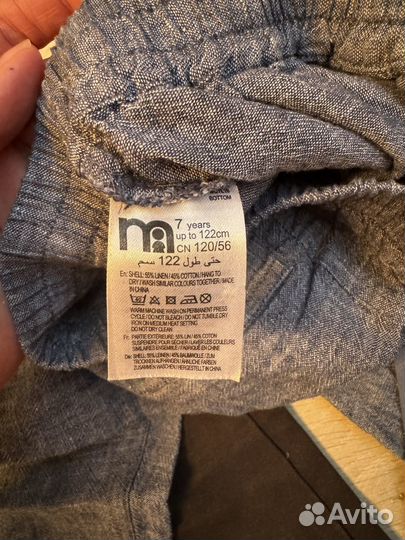 BOTTOM
m
7 years
up to 122cm
CN 120/56
حتى طول 122 سم
En: SHELL: 55% LINEN / 45% COTTON / HANG TO
DRY / WASH SIMILAR COLOURS TOGETHER / MADE
IN CHINA
WARM MACHINE WASH ON PERMANENT PRESS
CYCLE / DO NOT BLEACH / DO NOT TUMBLE DRY
IRON ON MEDIUM HEAT SETTING
DO NOT DRY CLEAN
Fr: PARTIE EXTÉRIEURE: 55% LIN / 45% COTON
SUSPENDRE POUR SÉCHER / LAVER LES COULEURS
SIMILAIRES ENSEMBLE / FABRIQUÉ EN CHINE
De: SHELL: 55% LINEN / 45% BAUMWOLLE / ZUM
TROCKNEN AUFHÄNGEN / ÄHNLICHE FARBEN
ZUSAMMEN WASCHEN / HERGESTELLT IN CHINA
Avito